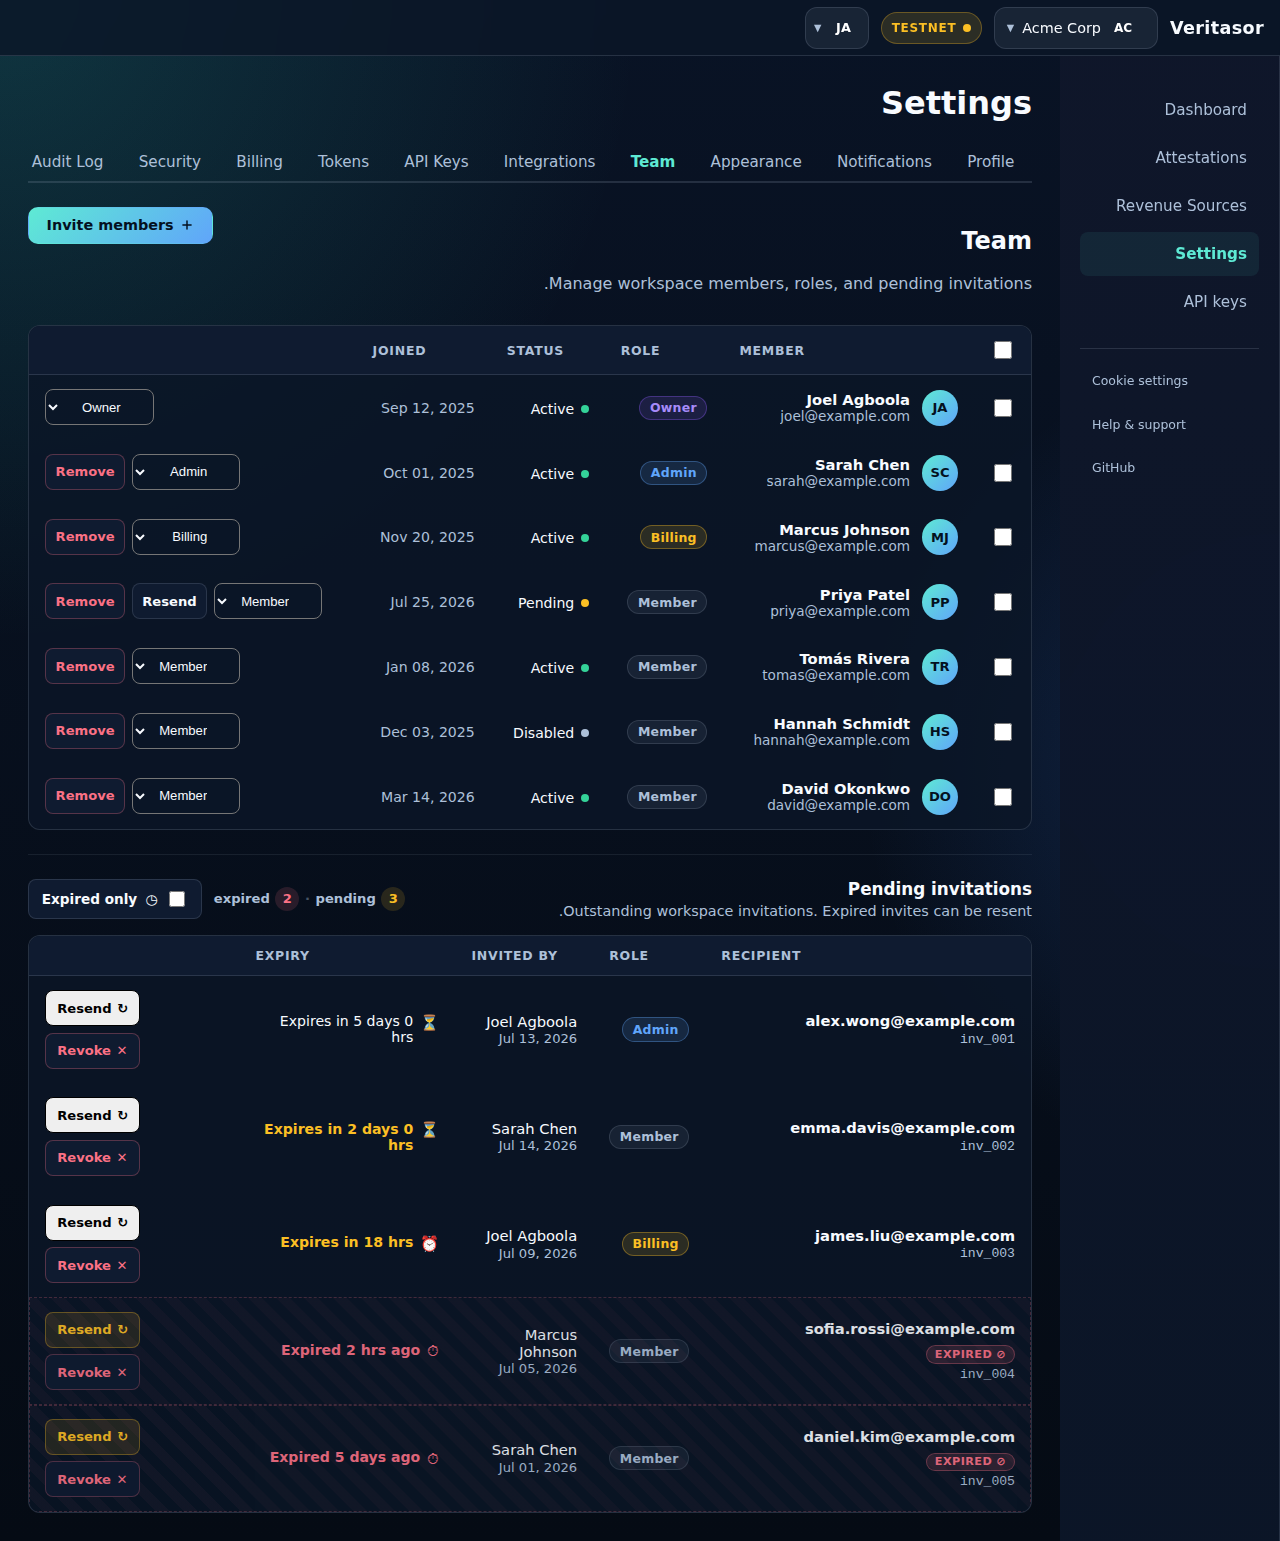 Veritasor
Acme Corp AC
TESTNET
JA
Dashboard
Attestations
Revenue Sources
Settings
API keys
Cookie settings
Help & support
GitHub
Settings
Profile Notifications Appearance Team Integrations API Keys Tokens Billing Security Audit Log
Team
Manage workspace members, roles, and pending invitations.
+ Invite members
MEMBER ROLE STATUS JOINED
JA Joel Agboola Owner Active Sep 12, 2025 Owner
joel@example.com
SC Sarah Chen Admin Active Oct 01, 2025 Admin Remove
sarah@example.com
MJ Marcus Johnson Billing Active Nov 20, 2025 Billing Remove
marcus@example.com
PP Priya Patel Member Pending Jul 25, 2026 Member Resend Remove
priya@example.com
TR Tomás Rivera Member Active Jan 08, 2026 Member Remove
tomas@example.com
HS Hannah Schmidt Member Disabled Dec 03, 2025 Member Remove
hannah@example.com
DO David Okonkwo Member Active Mar 14, 2026 Member Remove
david@example.com
Pending invitations
Outstanding workspace invitations. Expired invites can be resent.
3 pending · 2 expired
◷ Expired only
RECIPIENT ROLE INVITED BY EXPIRY
alex.wong@example.com Admin Joel Agboola ⏳ Expires in 5 days 0 hrs ↻ Resend
inv_001 Jul 13, 2026 ✕ Revoke
emma.davis@example.com Member Sarah Chen ⏳ Expires in 2 days 0 hrs ↻ Resend
inv_002 Jul 14, 2026 ✕ Revoke
james.liu@example.com Billing Joel Agboola ⏰ Expires in 18 hrs ↻ Resend
inv_003 Jul 09, 2026 ✕ Revoke
sofia.rossi@example.com Member Marcus Johnson ⏱ Expired 2 hrs ago ↻ Resend
⊘ EXPIRED
inv_004 Jul 05, 2026 ✕ Revoke
daniel.kim@example.com Member Sarah Chen ⏱ Expired 5 days ago ↻ Resend
⊘ EXPIRED
inv_005 Jul 01, 2026 ✕ Revoke